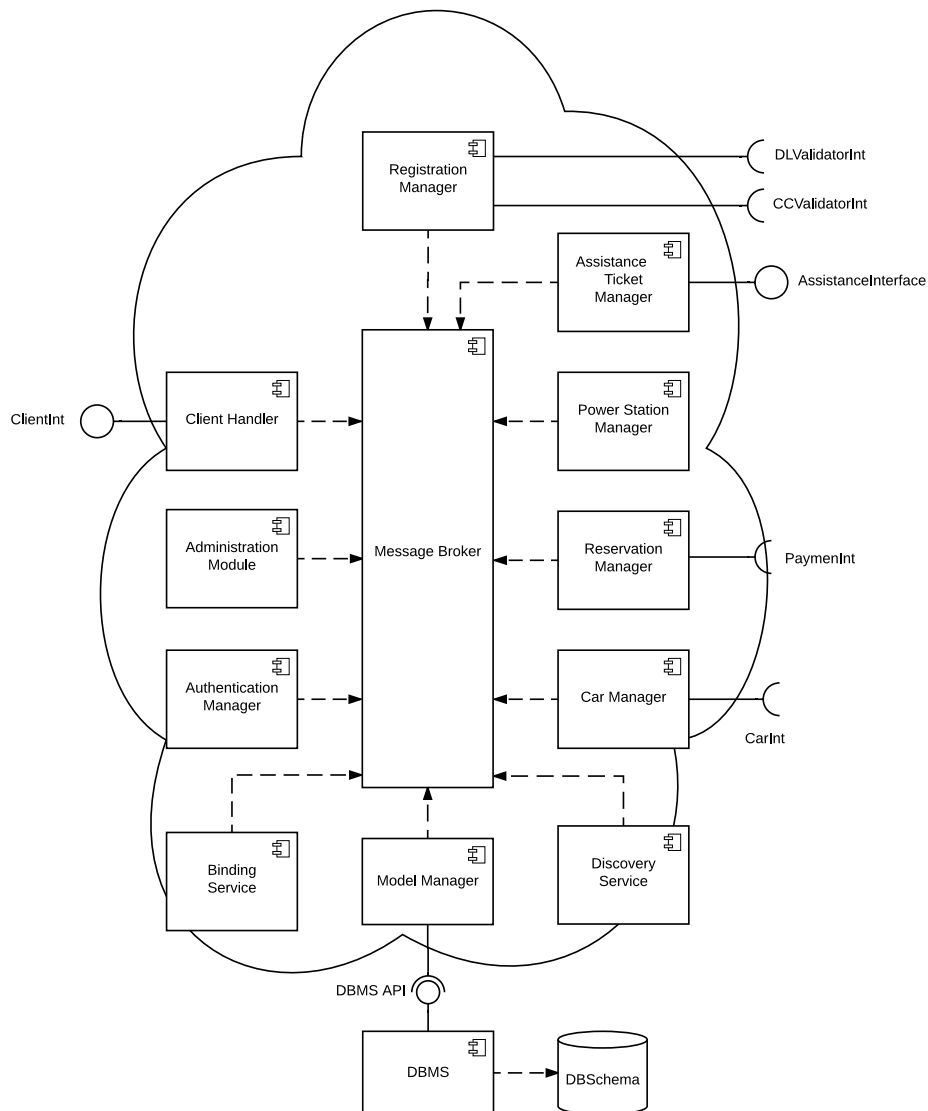 Registration
Manager
DLValidatorInt
CCValidatorInt
Assistance
Ticket
Manager
AssistanceInterface
ClientInt
Client Handler
Power Station
Manager
Administration
Module
Message Broker
Reservation
Manager
PaymenInt
Authentication
Manager
Car Manager
CarInt
Binding
Service
Model Manager
Discovery
Service
DBMS API
DBMS
DBSchema